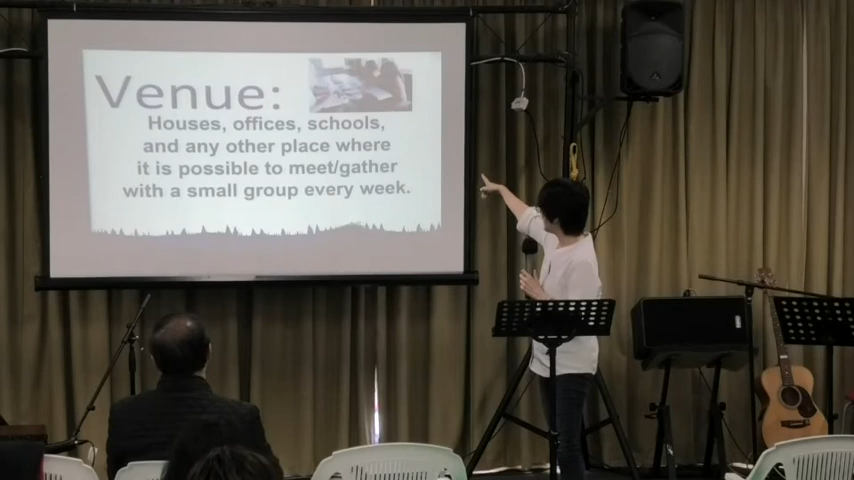 Venue:
Houses, offices, schools,
and any other place where
it is possible to meet/gather
with a small group every week.